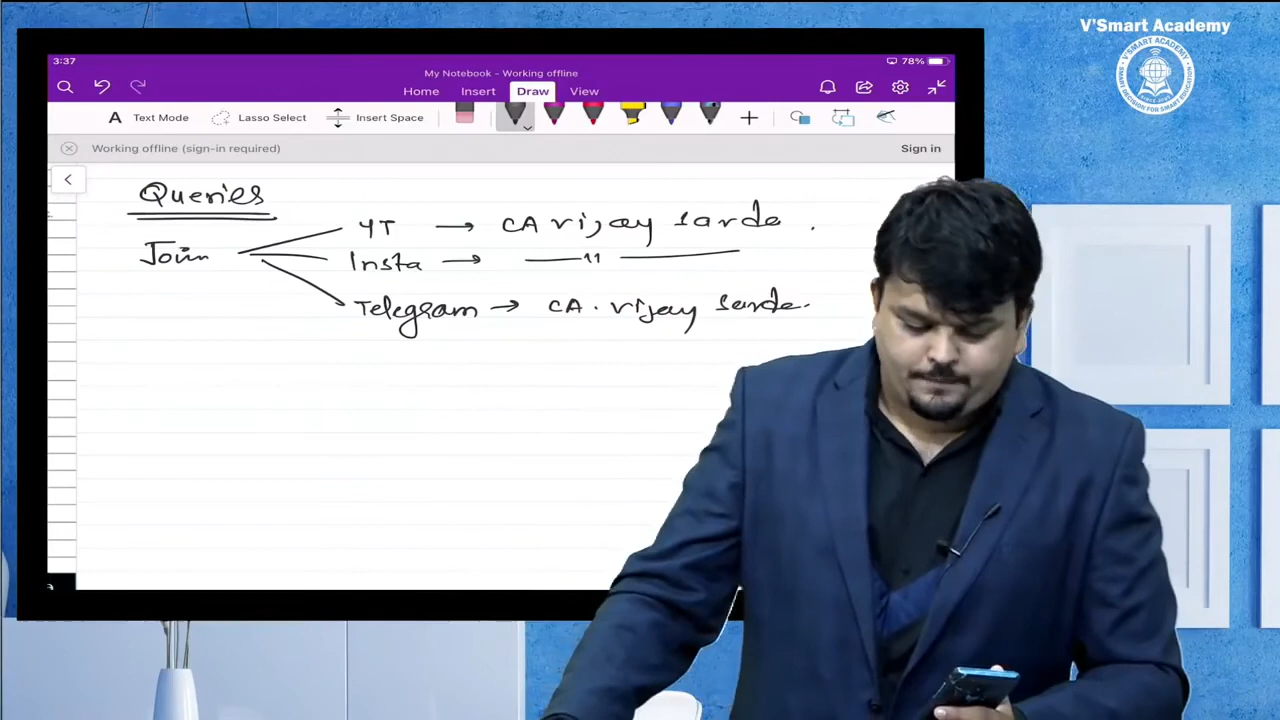 V'Smart Academy
3:37
78%
My Notebook - Working offline
Home Insert Draw View
A Text Mode Lasso Select Insert Space
Working offline (sign-in required) Sign in
Queries
Join
YT → CA vijay sarde .
Insta → —— 11 ——
Telegram → CA. vijay sarde.